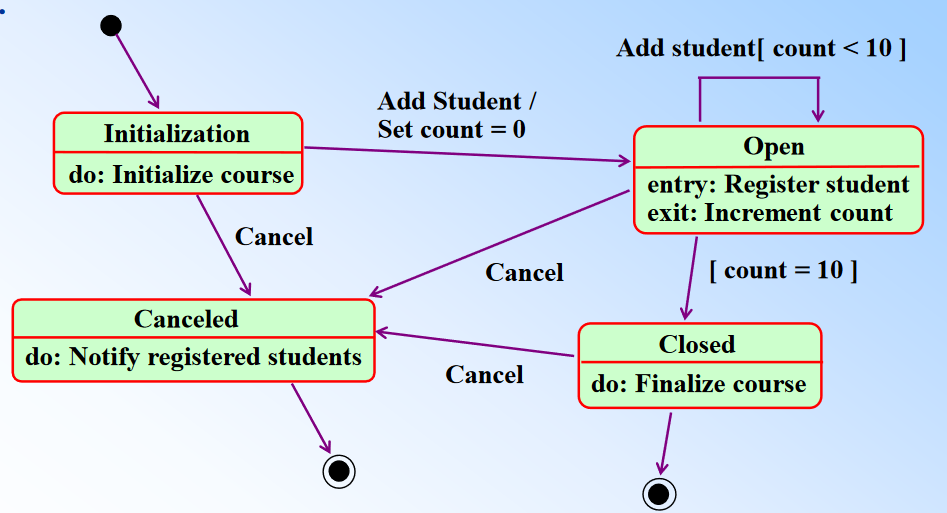 Add student[ count < 10 ]
Add Student /
Set count = 0
Initialization
do: Initialize course
Open
entry: Register student
exit: Increment count
Cancel
Cancel
[ count = 10 ]
Canceled
do: Notify registered students
Closed
do: Finalize course
Cancel